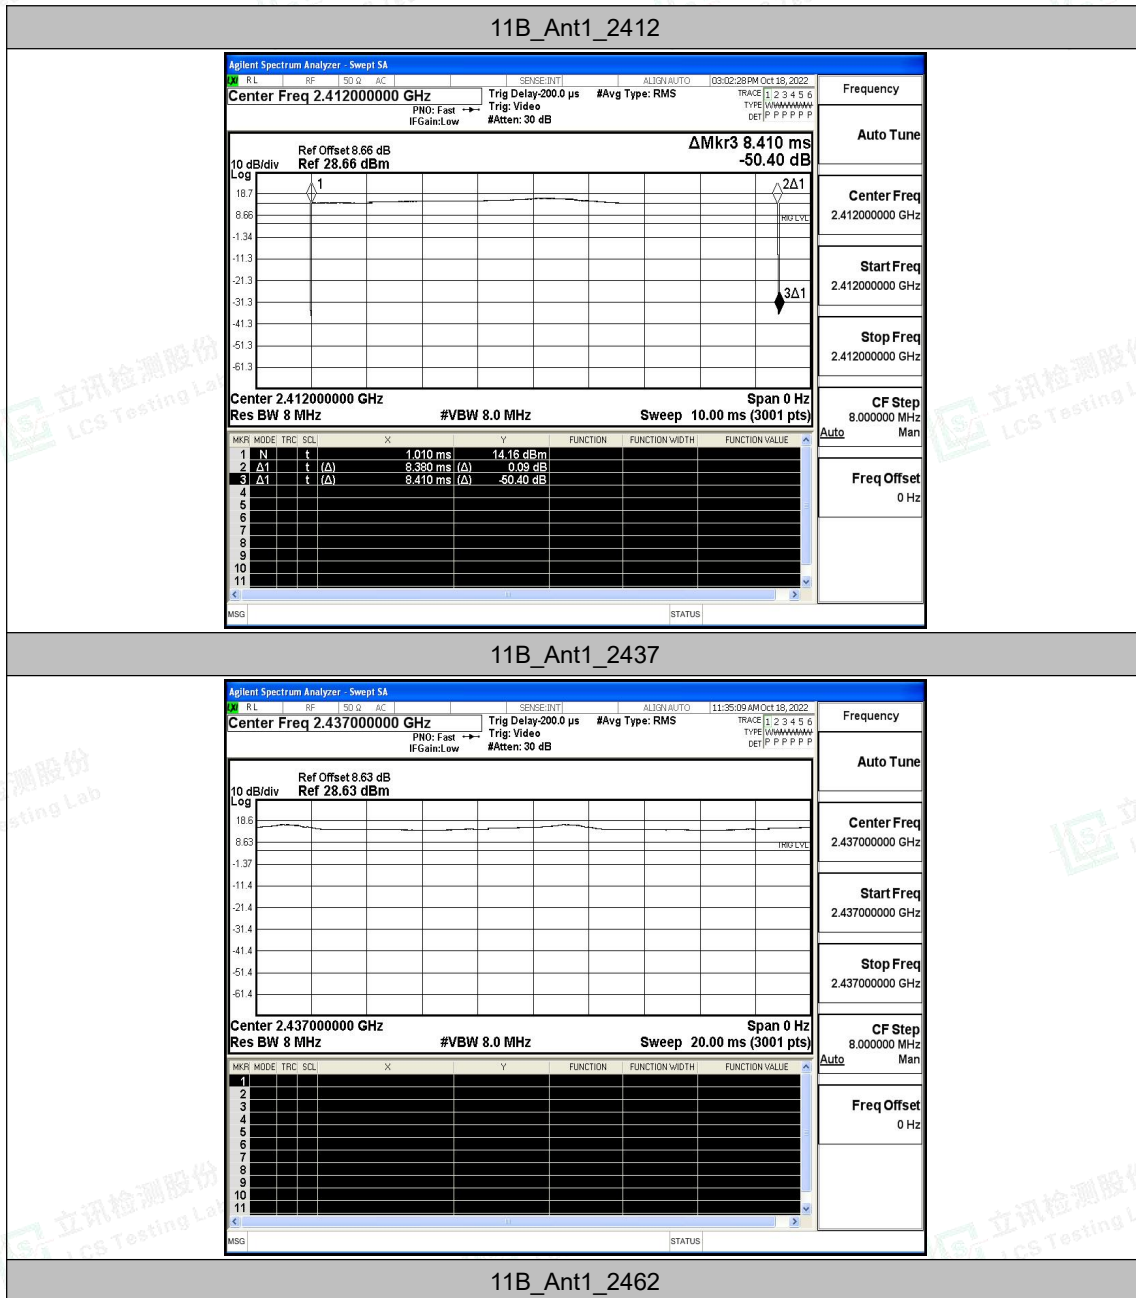 11B_Ant1_2412
Agilent Spectrum Analyzer - Swept SA
RL RF 50 Ω AC SENSE:INT ALIGN AUTO 03:02:28 PM Oct 18, 2022
Center Freq 2.412000000 GHz
PNO: Fast
IFGain:Low
Trig Delay-200.0 µs
Trig: Video
#Atten: 30 dB
#Avg Type: RMS
TRACE 1 2 3 4 5 6
TYPE
DET P P P P P P
Ref Offset 8.66 dB
10 dB/div Ref 28.66 dBm
Log
ΔMkr3 8.410 ms
-50.40 dB
1
2Δ1
3Δ1
18.7
8.66
-1.34
-11.3
-21.3
-31.3
-41.3
-51.3
-61.3
Center 2.412000000 GHz Span 0 Hz
Res BW 8 MHz #VBW 8.0 MHz Sweep 10.00 ms (3001 pts)
MKR MODE TRC SCL X Y FUNCTION FUNCTION WIDTH FUNCTION VALUE
1 N t 1.010 ms 14.16 dBm
2 Δ1 t (Δ) 8.380 ms (Δ) 0.09 dB
3 Δ1 t (Δ) 8.410 ms (Δ) -50.40 dB
4
5
6
7
8
9
10
11
MSG STATUS
Frequency
Auto Tune
Center Freq
2.412000000 GHz
Start Freq
2.412000000 GHz
Stop Freq
2.412000000 GHz
CF Step
8.000000 MHz
Auto Man
Freq Offset
0 Hz
11B_Ant1_2437
Agilent Spectrum Analyzer - Swept SA
RL RF 50 Ω AC SENSE:INT ALIGN AUTO 11:35:09 AM Oct 18, 2022
Center Freq 2.437000000 GHz
PNO: Fast
IFGain:Low
Trig Delay-200.0 µs
Trig: Video
#Atten: 30 dB
#Avg Type: RMS
TRACE 1 2 3 4 5 6
TYPE
DET P P P P P P
Ref Offset 8.63 dB
10 dB/div Ref 28.63 dBm
Log
18.6
8.63
TRIG LVL
-1.37
-11.4
-21.4
-31.4
-41.4
-51.4
-61.4
Center 2.437000000 GHz Span 0 Hz
Res BW 8 MHz #VBW 8.0 MHz Sweep 20.00 ms (3001 pts)
MKR MODE TRC SCL X Y FUNCTION FUNCTION WIDTH FUNCTION VALUE
1
2
3
4
5
6
7
8
9
10
11
MSG STATUS
Frequency
Auto Tune
Center Freq
2.437000000 GHz
Start Freq
2.437000000 GHz
Stop Freq
2.437000000 GHz
CF Step
8.000000 MHz
Auto Man
Freq Offset
0 Hz
11B_Ant1_2462
立讯检测股份
LCS Testing Lab